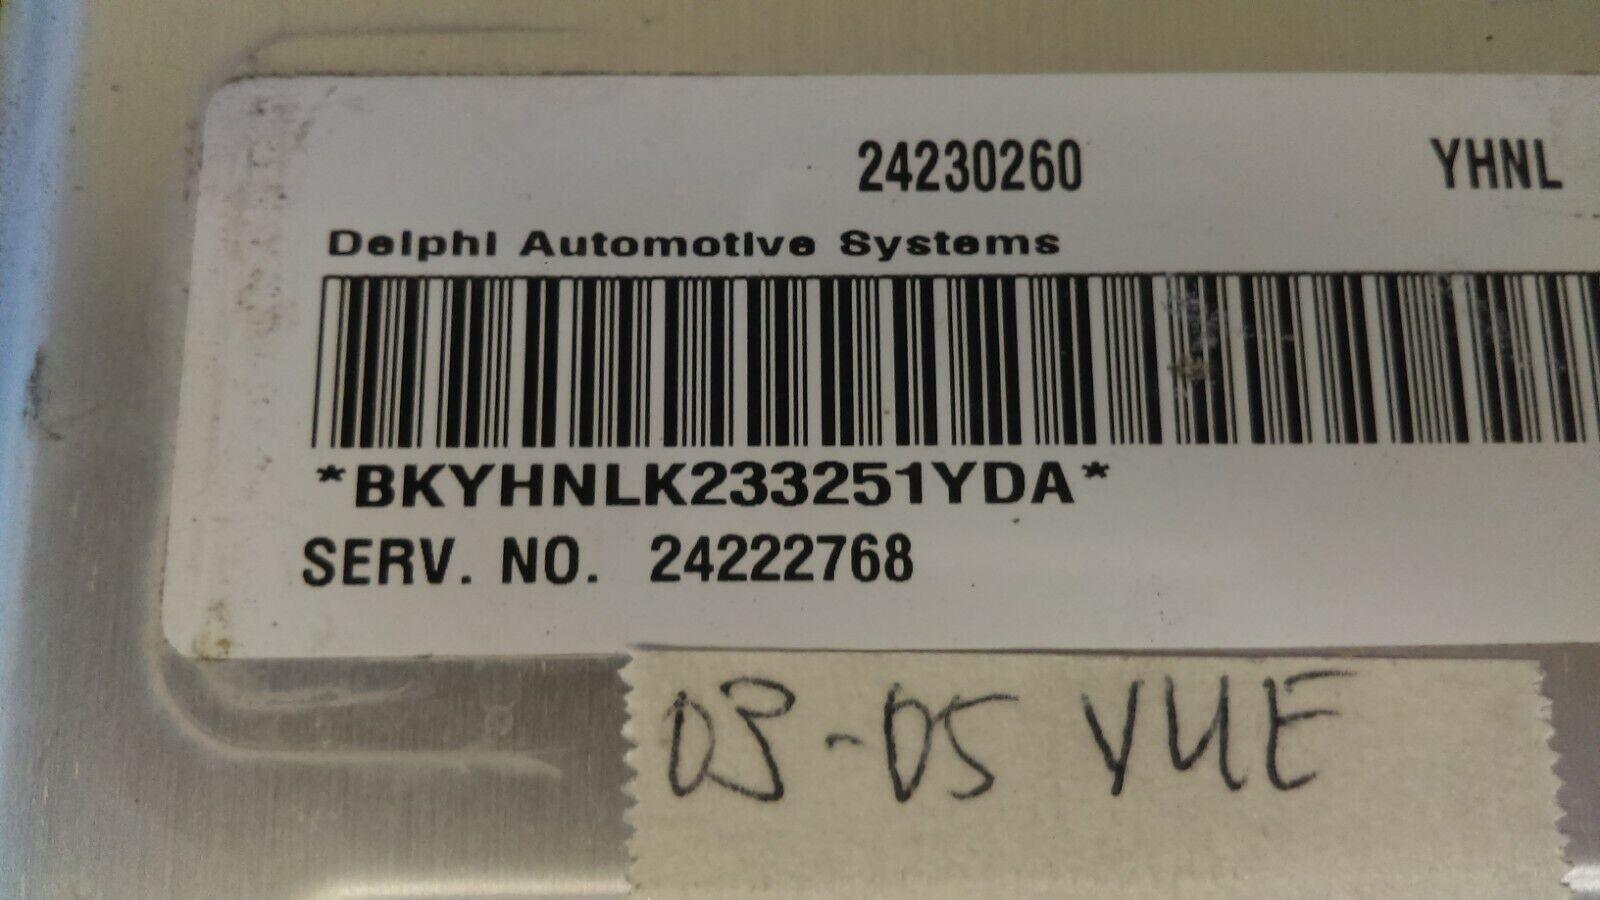 24230260 YHNL
Delphi Automotive Systems
*BKYHNLK233251YDA*
SERV. NO. 24222768
03-05 VUE